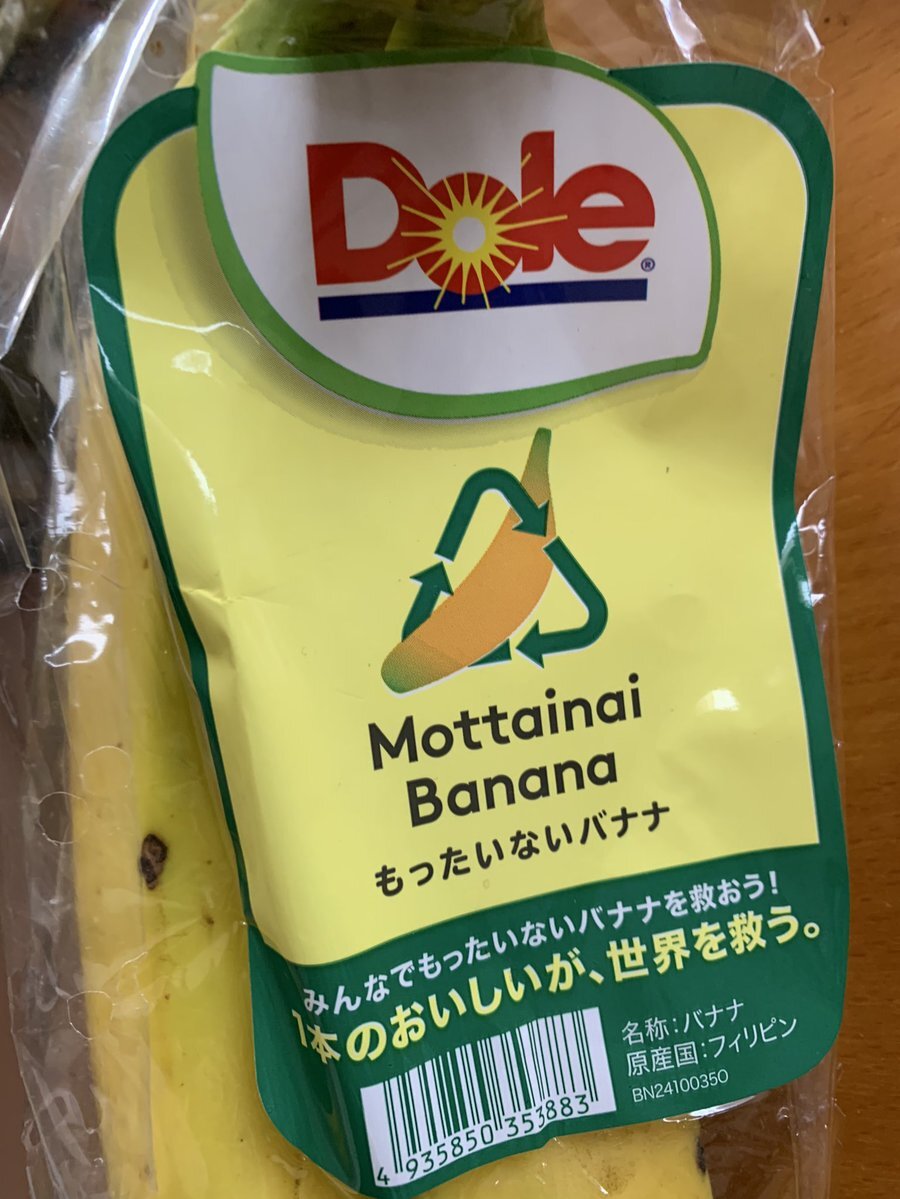 Dole®
Mottainai
Banana
もったいないバナナ
みんなでもったいないバナナを救おう!
1本のおいしいが、世界を救う。
名称:バナナ
原産国:フィリピン
BN24100350
4 935850 353883